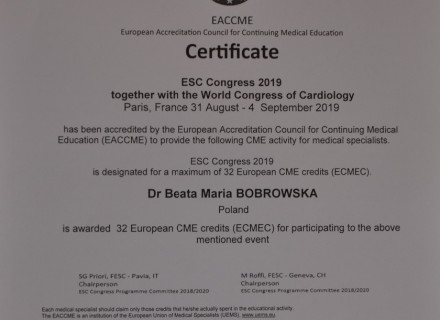 EACCME
European Accreditation Council for Continuing Medical Education
Certificate
ESC Congress 2019
together with the World Congress of Cardiology
Paris, France 31 August - 4 September 2019
has been accredited by the European Accreditation Council for Continuing Medical
Education (EACCME) to provide the following CME activity for medical specialists.
ESC Congress 2019
is designated for a maximum of 32 European CME credits (ECMEC).
Dr Beata Maria BOBROWSKA
Poland
is awarded 32 European CME credits (ECMEC) for participating to the above
mentioned event
SG Priori, FESC - Pavia, IT
Chairperson
ESC Congress Programme Committee 2018/2020
M Roffi, FESC - Geneva, CH
Chairperson
ESC Congress Programme Committee 2018/2020
Each medical specialist should claim only those credits that he/she actually spent in the educational activity.
The EACCME is an institution of the European Union of Medical Specialists (UEMS), www.uems.eu